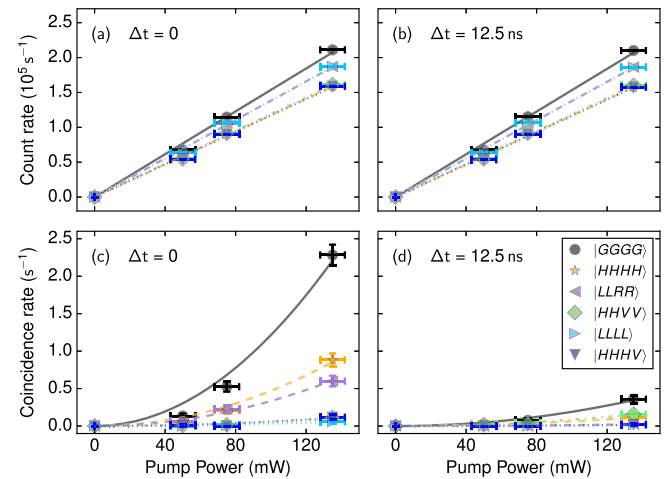 (a) Δt = 0
(b) Δt = 12.5 ns
Count rate (10⁵ s⁻¹)
2.5
2.0
1.5
1.0
0.5
0.0
(c) Δt = 0
(d) Δt = 12.5 ns
Coincidence rate (s⁻¹)
2.5
2.0
1.5
1.0
0.5
0.0
|GGGG⟩
|HHHH⟩
|LLRR⟩
|HHVV⟩
|LLLL⟩
|HHHV⟩
0 40 80 120
0 40 80 120
Pump Power (mW)
Pump Power (mW)